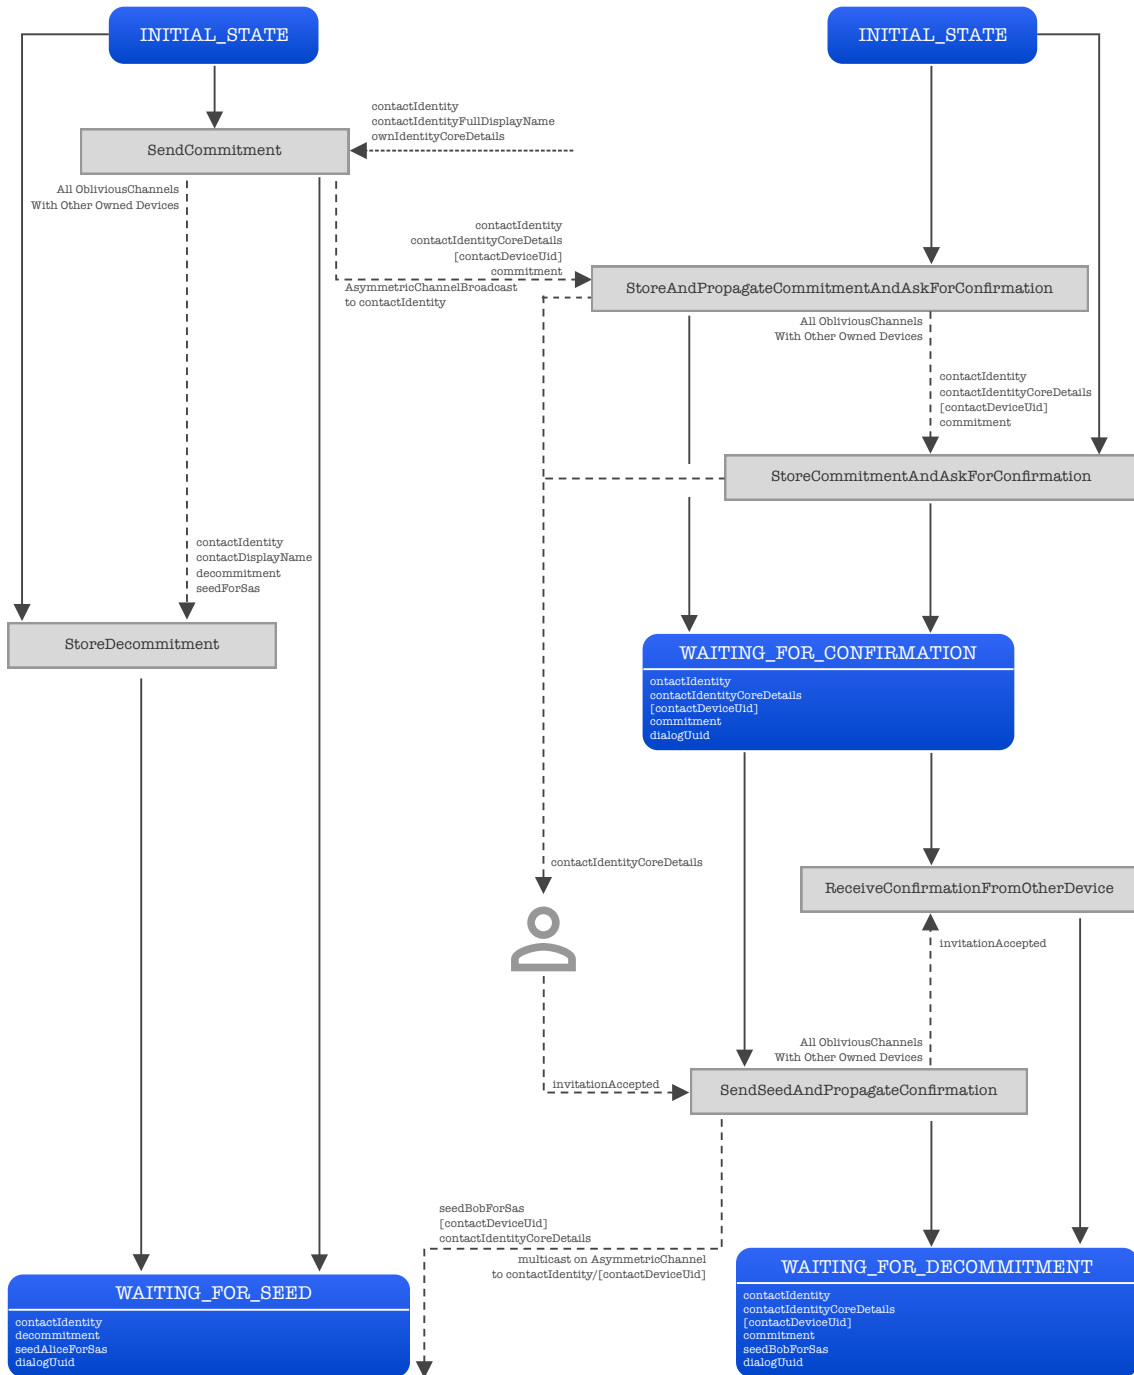 INITIAL_STATE
INITIAL_STATE
contactIdentity
contactIdentityFullDisplayName
ownIdentityCoreDetails
SendCommitment
All ObliviousChannels
With Other Owned Devices
contactIdentity
contactIdentityCoreDetails
[contactDeviceUid]
commitment
AsymmetricChannelBroadcast
to contactIdentity
StoreAndPropagateCommitmentAndAskForConfirmation
All ObliviousChannels
With Other Owned Devices
contactIdentity
contactIdentityCoreDetails
[contactDeviceUid]
commitment
StoreCommitmentAndAskForConfirmation
contactIdentity
contactDisplayName
decommitment
seedForSas
StoreDecommitment
WAITING_FOR_CONFIRMATION
ontactIdentity
contactIdentityCoreDetails
[contactDeviceUid]
commitment
dialogUuid
contactIdentityCoreDetails
ReceiveConfirmationFromOtherDevice
invitationAccepted
All ObliviousChannels
With Other Owned Devices
invitationAccepted
SendSeedAndPropagateConfirmation
seedBobForSas
[contactDeviceUid]
contactIdentityCoreDetails
multicast on AsymmetricChannel
to contactIdentity/[contactDeviceUid]
WAITING_FOR_SEED
contactIdentity
decommitment
seedAliceForSas
dialogUuid
WAITING_FOR_DECOMMITMENT
contactIdentity
contactIdentityCoreDetails
[contactDeviceUid]
commitment
seedBobForSas
dialogUuid